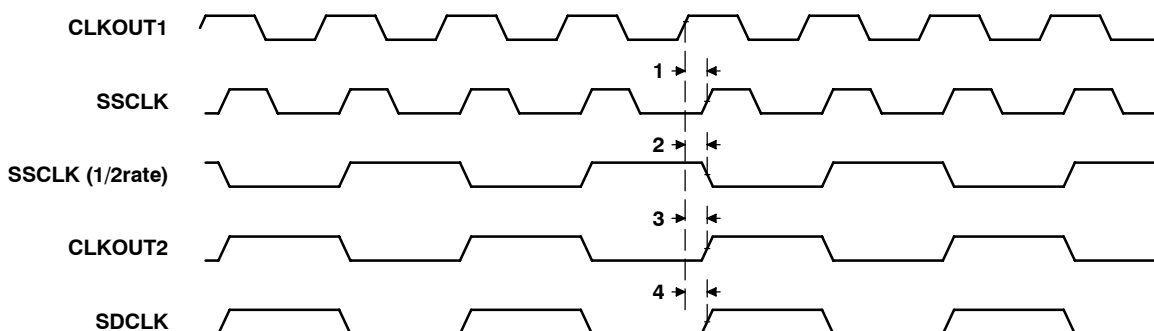 CLKOUT1
1
SSCLK
2
SSCLK (1/2rate)
3
CLKOUT2
4
SDCLK